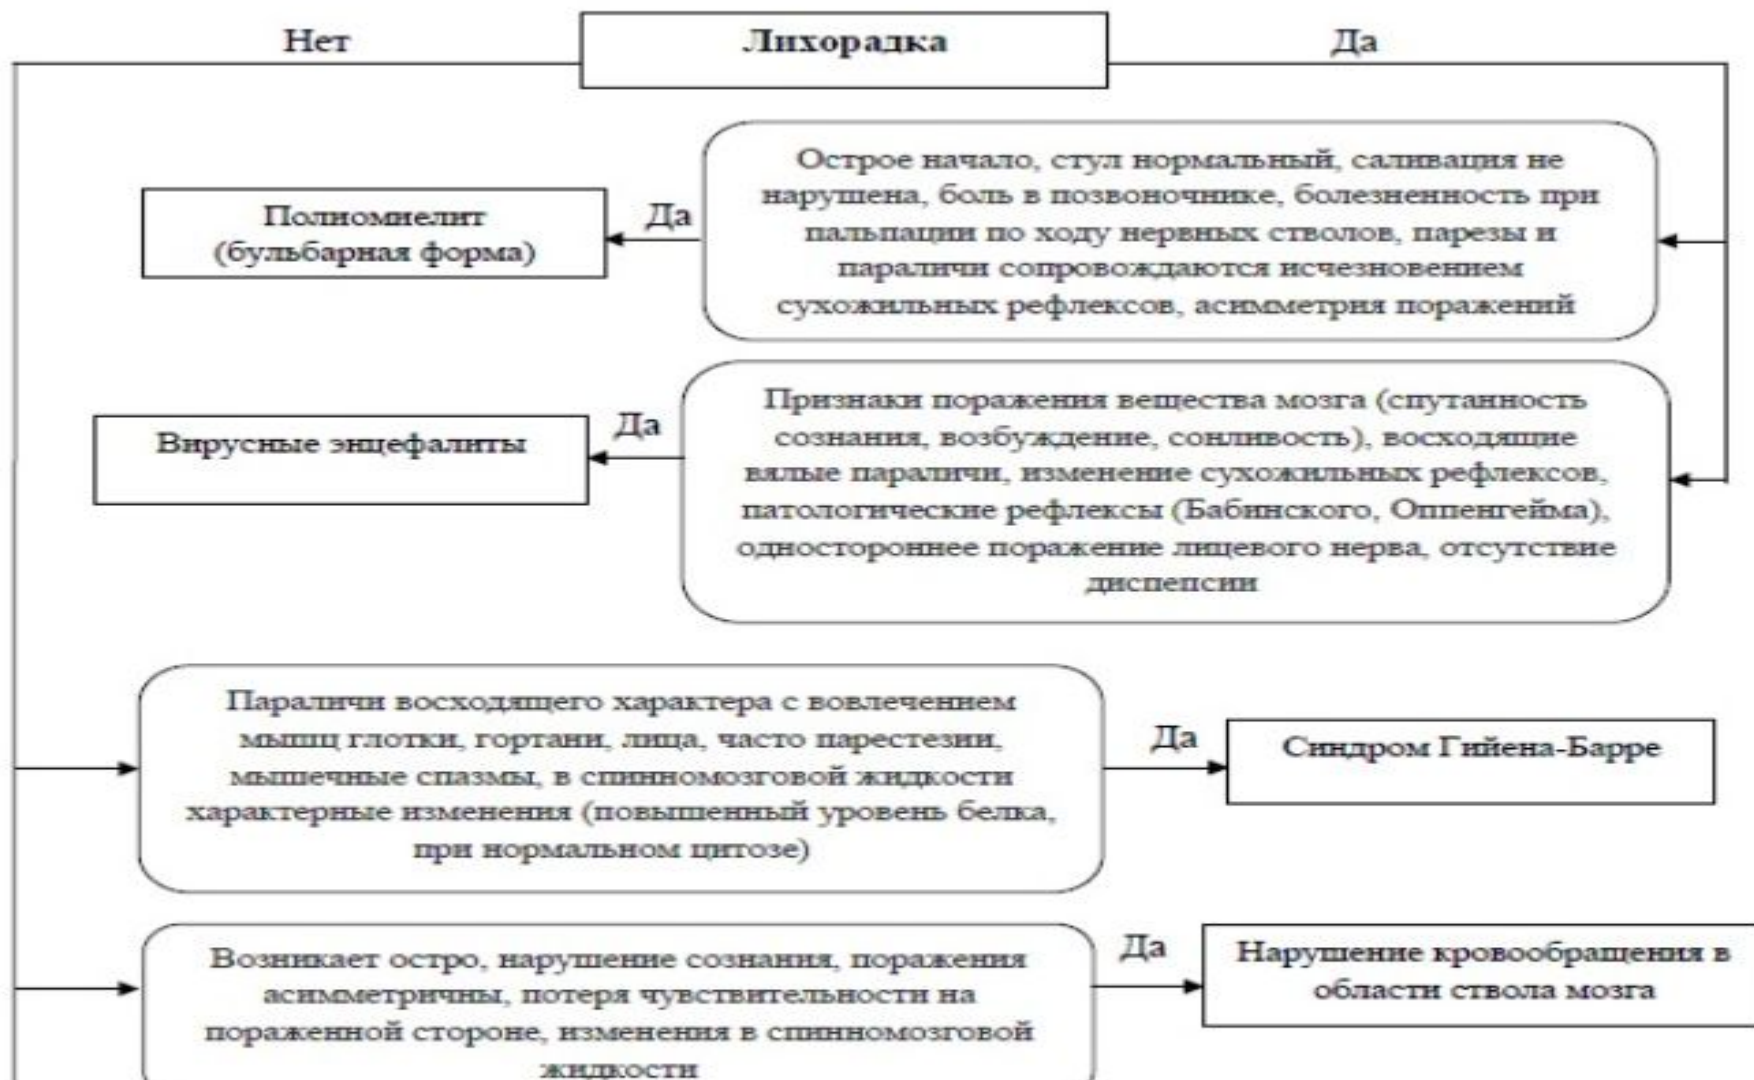 Нет
Лихорадка
Да
Острое начало, стул нормальный, саливация не
нарушена, боль в позвоночнике, болезненность при
пальпации по ходу нервных стволов, парезы и
параличи сопровождаются исчезновением
сухожильных рефлексов, асимметрия поражений
Да
Полиомиелит
(бульбарная форма)
Признаки поражения вещества мозга (спутанность
сознания, возбуждение, сонливость), восходящие
вялые параличи, изменение сухожильных рефлексов,
патологические рефлексы (Бабинского, Оппенгейма),
одностороннее поражение лицевого нерва, отсутствие
диспепсии
Да
Вирусные энцефалиты
Параличи восходящего характера с вовлечением
мышц глотки, гортани, лица, часто парестезии,
мышечные спазмы, в спинномозговой жидкости
характерные изменения (повышенный уровень белка,
при нормальном цитозе)
Да
Синдром Гийена-Барре
Возникает остро, нарушение сознания, поражения
асимметричны, потеря чувствительности на
пораженной стороне, изменения в спинномозговой
жидкости
Да
Нарушение кровообращения в
области ствола мозга